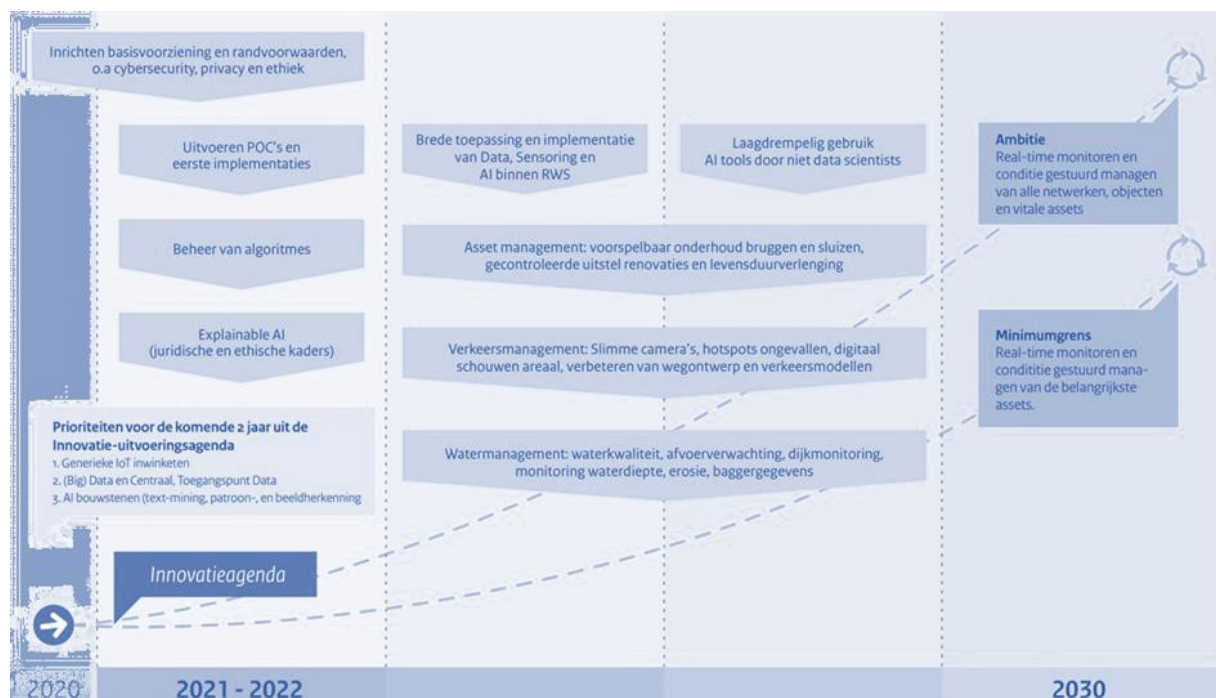 Inrichten basisvoorziening en randvoorwaarden,
o.a cybersecurity, privacy en ethiek
Uitvoeren POC's en
eerste implementaties
Brede toepassing en implementatie
van Data, Sensoring en
AI binnen RWS
Laagdrempelig gebruik
AI tools door niet data scientists
Ambitie
Real-time monitoren en
conditie gestuurd managen
van alle netwerken, objecten
en vitale assets
Beheer van algoritmes
Asset management: voorspelbaar onderhoud bruggen en sluizen,
gecontroleerde uitstel renovaties en levensduurverlenging
Explainable AI
(juridische en ethische kaders)
Verkeersmanagement: Slimme camera's, hotspots ongevallen, digitaal
schouwen areaal, verbeteren van wegontwerp en verkeersmodellen
Minimumgrens
Real-time monitoren en
condititie gestuurd mana-
gen van de belangrijkste
assets.
Prioriteiten voor de komende 2 jaar uit de
Innovatie-uitvoeringsagenda
1. Generieke IoT inwinketen
2. (Big) Data en Centraal, Toegangspunt Data
3. AI bouwstenen (text-mining, patroon-, en beeldherkenning
Watermanagement: waterkwaliteit, afvoerverwachting, dijkmonitoring,
monitoring waterdiepte, erosie, baggergegevens
Innovatieagenda
2020
2021 - 2022
2030